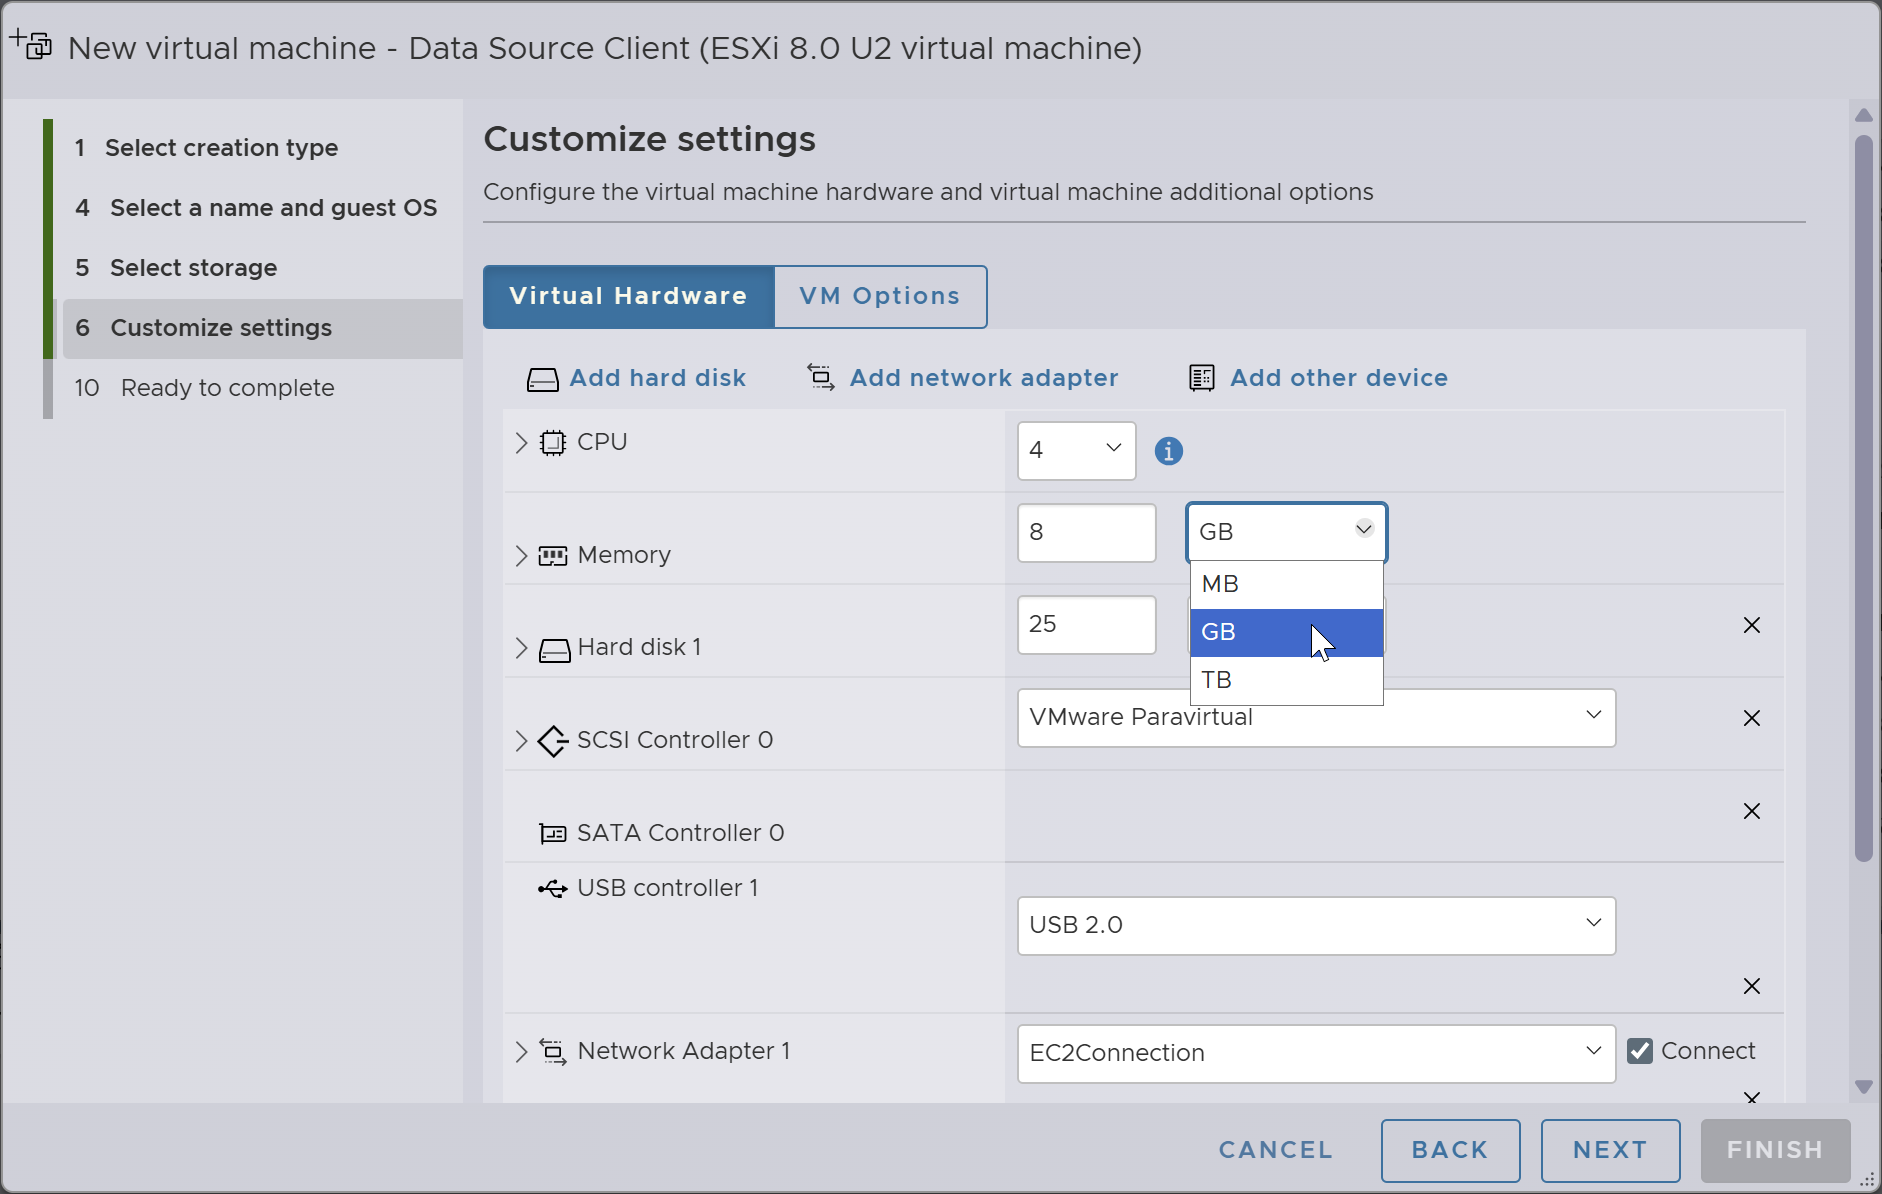 New virtual machine - Data Source Client (ESXi 8.0 U2 virtual machine)
1 Select creation type
4 Select a name and guest OS
5 Select storage
6 Customize settings
10 Ready to complete
Customize settings
Configure the virtual machine hardware and virtual machine additional options
Virtual Hardware VM Options
Add hard disk Add network adapter Add other device
CPU 4
Memory 8 GB
MB
GB
TB
Hard disk 1 25
SCSI Controller 0 VMware Paravirtual
SATA Controller 0
USB controller 1
USB 2.0
Network Adapter 1 EC2Connection Connect
CANCEL BACK NEXT FINISH